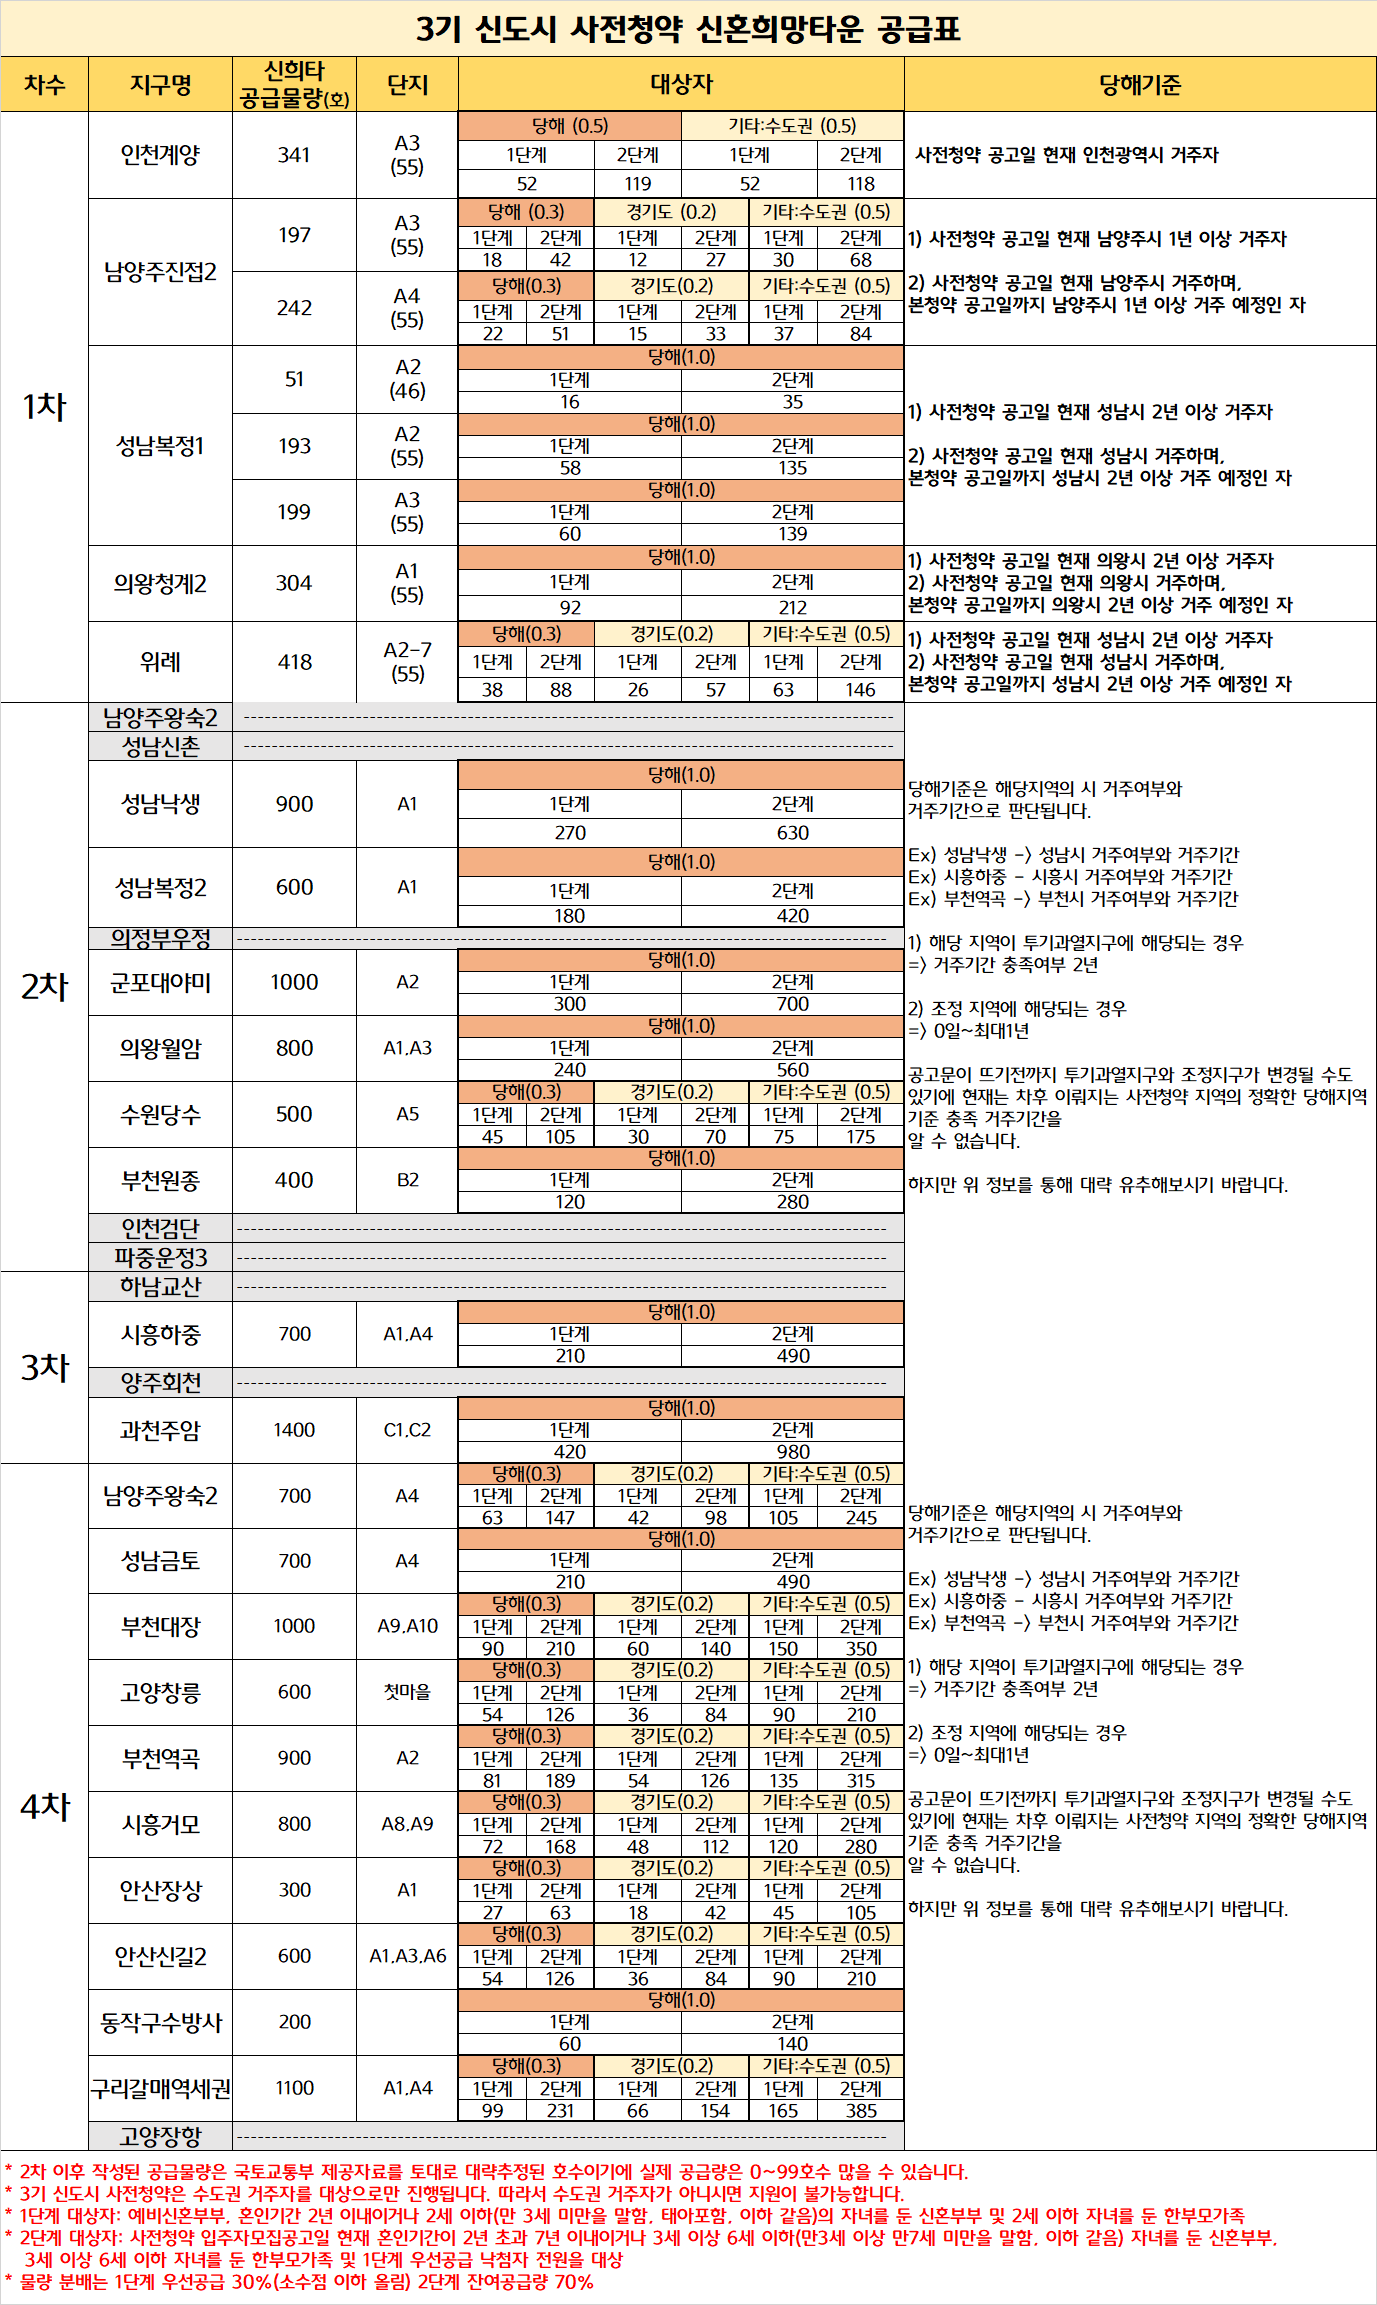 3기 신도시 사전청약 신혼희망타운 공급표
차수 지구명 신희타 공급물량(호) 단지 대상자 당해기준
1차
인천계양 341 A3 (55)
당해 (0.5) 기타:수도권 (0.5)
1단계 2단계 1단계 2단계
52 119 52 118
사전청약 공고일 현재 인천광역시 거주자
남양주진접2
197 A3 (55)
당해 (0.3) 경기도 (0.2) 기타:수도권 (0.5)
1단계 2단계 1단계 2단계 1단계 2단계
18 42 12 27 30 68
242 A4 (55)
당해(0.3) 경기도(0.2) 기타:수도권 (0.5)
1단계 2단계 1단계 2단계 1단계 2단계
22 51 15 33 37 84
1) 사전청약 공고일 현재 남양주시 1년 이상 거주자
2) 사전청약 공고일 현재 남양주시 거주하며,
본청약 공고일까지 남양주시 1년 이상 거주 예정인 자
성남복정1
51 A2 (46)
당해(1.0)
1단계 2단계
16 35
193 A2 (55)
당해(1.0)
1단계 2단계
58 135
199 A3 (55)
당해(1.0)
1단계 2단계
60 139
1) 사전청약 공고일 현재 성남시 2년 이상 거주자
2) 사전청약 공고일 현재 성남시 거주하며,
본청약 공고일까지 성남시 2년 이상 거주 예정인 자
의왕청계2 304 A1 (55)
당해(1.0)
1단계 2단계
92 212
1) 사전청약 공고일 현재 의왕시 2년 이상 거주자
2) 사전청약 공고일 현재 의왕시 거주하며,
본청약 공고일까지 의왕시 2년 이상 거주 예정인 자
위례 418 A2-7 (55)
당해(0.3) 경기도(0.2) 기타:수도권 (0.5)
1단계 2단계 1단계 2단계 1단계 2단계
38 88 26 57 63 146
1) 사전청약 공고일 현재 성남시 2년 이상 거주자
2) 사전청약 공고일 현재 성남시 거주하며,
본청약 공고일까지 성남시 2년 이상 거주 예정인 자
2차
남양주왕숙2
성남신촌
성남낙생 900 A1
당해(1.0)
1단계 2단계
270 630
성남복정2 600 A1
당해(1.0)
1단계 2단계
180 420
의정부우정
군포대야미 1000 A2
당해(1.0)
1단계 2단계
300 700
의왕월암 800 A1,A3
당해(1.0)
1단계 2단계
240 560
수원당수 500 A5
당해(0.3) 경기도(0.2) 기타:수도권 (0.5)
1단계 2단계 1단계 2단계 1단계 2단계
45 105 30 70 75 175
부천원종 400 B2
당해(1.0)
1단계 2단계
120 280
인천검단
파중운정3
당해기준은 해당지역의 시 거주여부와
거주기간으로 판단됩니다.
Ex) 성남낙생 -> 성남시 거주여부와 거주기간
Ex) 시흥하중 - 시흥시 거주여부와 거주기간
Ex) 부천역곡 -> 부천시 거주여부와 거주기간
1) 해당 지역이 투기과열지구에 해당되는 경우
=> 거주기간 충족여부 2년
2) 조정 지역에 해당되는 경우
=> 0일~최대1년
공고문이 뜨기전까지 투기과열지구와 조정지구가 변경될 수도
있기에 현재는 차후 이뤄지는 사전청약 지역의 정확한 당해지역
기준 충족 거주기간을
알 수 없습니다.
하지만 위 정보를 통해 대략 유추해보시기 바랍니다.
3차
하남교산
시흥하중 700 A1,A4
당해(1.0)
1단계 2단계
210 490
양주회천
과천주암 1400 C1,C2
당해(1.0)
1단계 2단계
420 980
4차
남양주왕숙2 700 A4
당해(0.3) 경기도(0.2) 기타:수도권 (0.5)
1단계 2단계 1단계 2단계 1단계 2단계
63 147 42 98 105 245
성남금토 700 A4
당해(1.0)
1단계 2단계
210 490
부천대장 1000 A9,A10
당해(0.3) 경기도(0.2) 기타:수도권 (0.5)
1단계 2단계 1단계 2단계 1단계 2단계
90 210 60 140 150 350
고양창릉 600 첫마을
당해(0.3) 경기도(0.2) 기타:수도권 (0.5)
1단계 2단계 1단계 2단계 1단계 2단계
54 126 36 84 90 210
부천역곡 900 A2
당해(0.3) 경기도(0.2) 기타:수도권 (0.5)
1단계 2단계 1단계 2단계 1단계 2단계
81 189 54 126 135 315
시흥거모 800 A8,A9
당해(0.3) 경기도(0.2) 기타:수도권 (0.5)
1단계 2단계 1단계 2단계 1단계 2단계
72 168 48 112 120 280
안산장상 300 A1
당해(0.3) 경기도(0.2) 기타:수도권 (0.5)
1단계 2단계 1단계 2단계 1단계 2단계
27 63 18 42 45 105
안산신길2 600 A1,A3,A6
당해(0.3) 경기도(0.2) 기타:수도권 (0.5)
1단계 2단계 1단계 2단계 1단계 2단계
54 126 36 84 90 210
동작구수방사 200
당해(1.0)
1단계 2단계
60 140
구리갈매역세권 1100 A1,A4
당해(0.3) 경기도(0.2) 기타:수도권 (0.5)
1단계 2단계 1단계 2단계 1단계 2단계
99 231 66 154 165 385
고양장항
당해기준은 해당지역의 시 거주여부와
거주기간으로 판단됩니다.
Ex) 성남낙생 -> 성남시 거주여부와 거주기간
Ex) 시흥하중 - 시흥시 거주여부와 거주기간
Ex) 부천역곡 -> 부천시 거주여부와 거주기간
1) 해당 지역이 투기과열지구에 해당되는 경우
=> 거주기간 충족여부 2년
2) 조정 지역에 해당되는 경우
=> 0일~최대1년
공고문이 뜨기전까지 투기과열지구와 조정지구가 변경될 수도
있기에 현재는 차후 이뤄지는 사전청약 지역의 정확한 당해지역
기준 충족 거주기간을
알 수 없습니다.
하지만 위 정보를 통해 대략 유추해보시기 바랍니다.
* 2차 이후 작성된 공급물량은 국토교통부 제공자료를 토대로 대략추정된 호수이기에 실제 공급량은 0~99호수 많을 수 있습니다.
* 3기 신도시 사전청약은 수도권 거주자를 대상으로만 진행됩니다. 따라서 수도권 거주자가 아니시면 지원이 불가능합니다.
* 1단계 대상자: 예비신혼부부, 혼인기간 2년 이내이거나 2세 이하(만 3세 미만을 말함, 태아포함, 이하 같음)의 자녀를 둔 신혼부부 및 2세 이하 자녀를 둔 한부모가족
* 2단계 대상자: 사전청약 입주자모집공고일 현재 혼인기간이 2년 초과 7년 이내이거나 3세 이상 6세 이하(만3세 이상 만7세 미만을 말함, 이하 같음) 자녀를 둔 신혼부부,
3세 이상 6세 이하 자녀를 둔 한부모가족 및 1단계 우선공급 낙첨자 전원을 대상
* 물량 분배는 1단계 우선공급 30%(소수점 이하 올림) 2단계 잔여공급량 70%